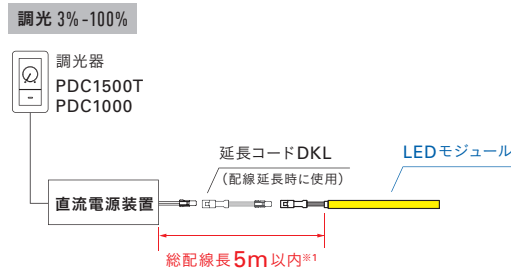 調光 3%-100%
調光器
PDC1500T
PDC1000
延長コードDKL
(配線延長時に使用)
LEDモジュール
直流電源装置
総配線長5m以内※1